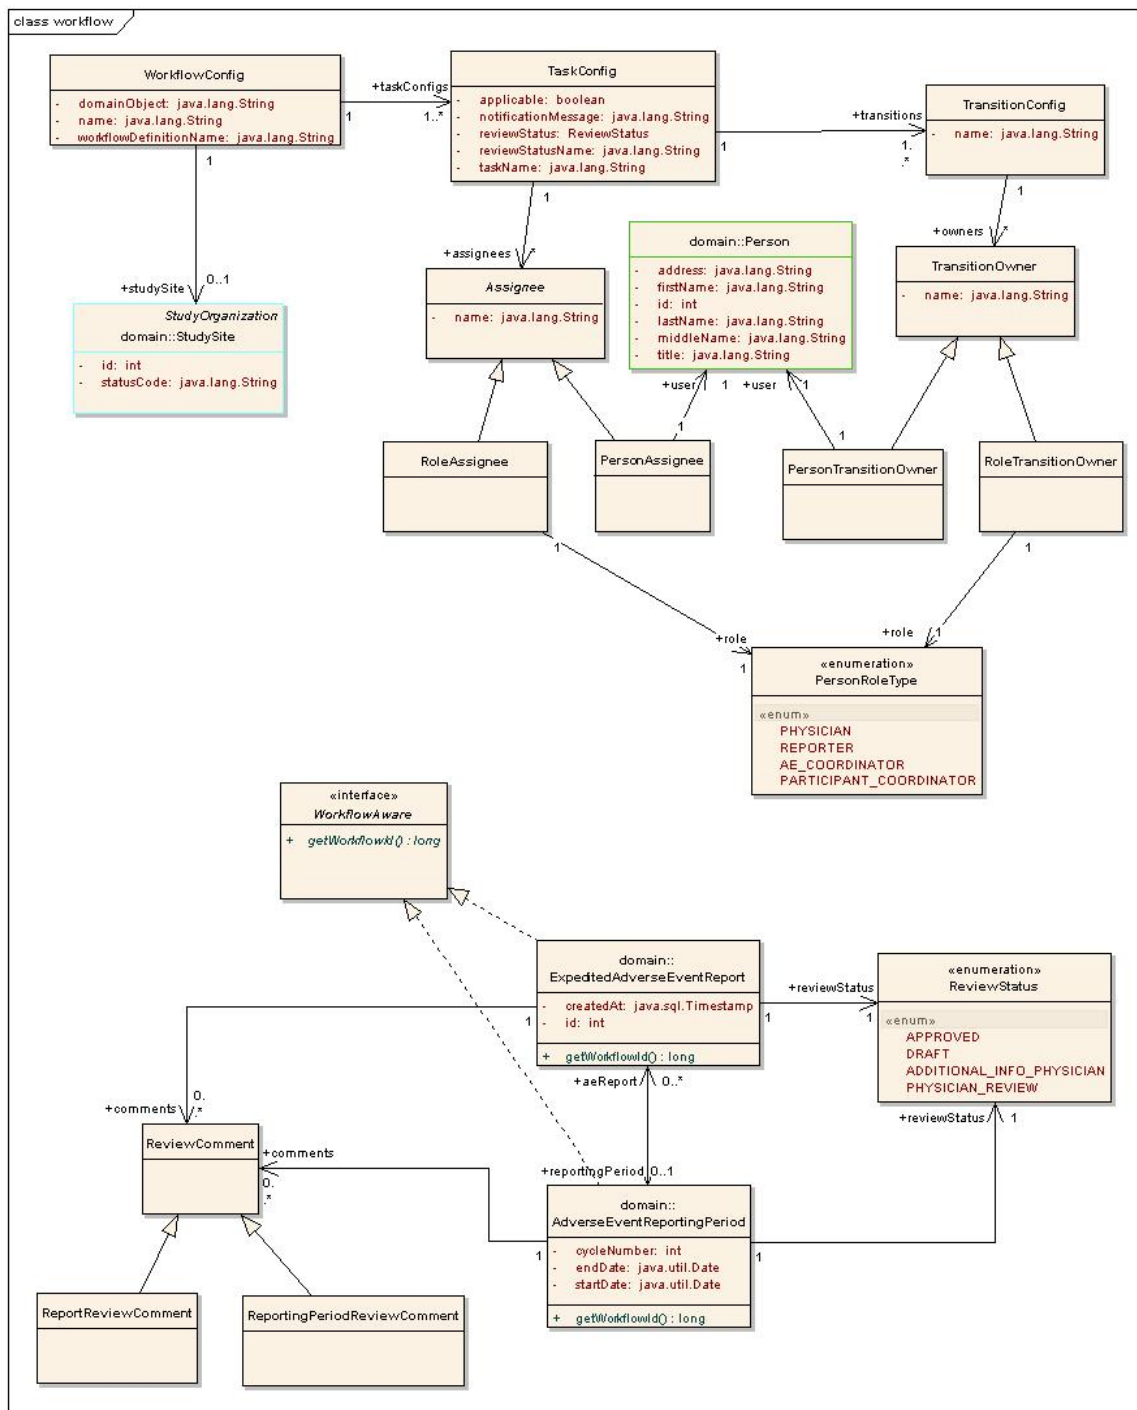 class workflow
WorkflowConfig
- domainObject: java.lang.String
- name: java.lang.String
- workflowDefinitionName: java.lang.String
+taskConfigs
1
1..*
TaskConfig
- applicable: boolean
- notificationMessage: java.lang.String
- reviewStatus: ReviewStatus
- reviewStatusName: java.lang.String
- taskName: java.lang.String
+transitions
1
1.
.*
TransitionConfig
- name: java.lang.String
1
+studySite
0..1
StudyOrganization
domain::StudySite
- id: int
- statusCode: java.lang.String
1
+assignees
*
Assignee
- name: java.lang.String
domain::Person
- address: java.lang.String
- firstName: java.lang.String
- id: int
- lastName: java.lang.String
- middleName: java.lang.String
- title: java.lang.String
1
+owners
*
TransitionOwner
- name: java.lang.String
+user
1
+user
1
1
1
RoleAssignee
PersonAssignee
PersonTransitionOwner
RoleTransitionOwner
1
1
+role
1
+role
1
«enumeration»
PersonRoleType
«enum»
PHYSICIAN
REPORTER
AE_COORDINATOR
PARTICIPANT_COORDINATOR
«interface»
WorkflowAware
+ getWorkflowId() : long
domain::
ExpeditedAdverseEventReport
- createdAt: java.sql.Timestamp
- id: int
+ getWorkflowId() : long
+reviewStatus
1
1
«enumeration»
ReviewStatus
«enum»
APPROVED
DRAFT
ADDITIONAL_INFO_PHYSICIAN
PHYSICIAN_REVIEW
1
+aeReport
0..*
+reviewStatus
1
+comments
0.
.*
ReviewComment
+comments
0.
.*
+reportingPeriod
0..1
domain::
AdverseEventReportingPeriod
- cycleNumber: int
- endDate: java.util.Date
- startDate: java.util.Date
+ getWorkflowId() : long
1
1
ReportReviewComment
ReportingPeriodReviewComment